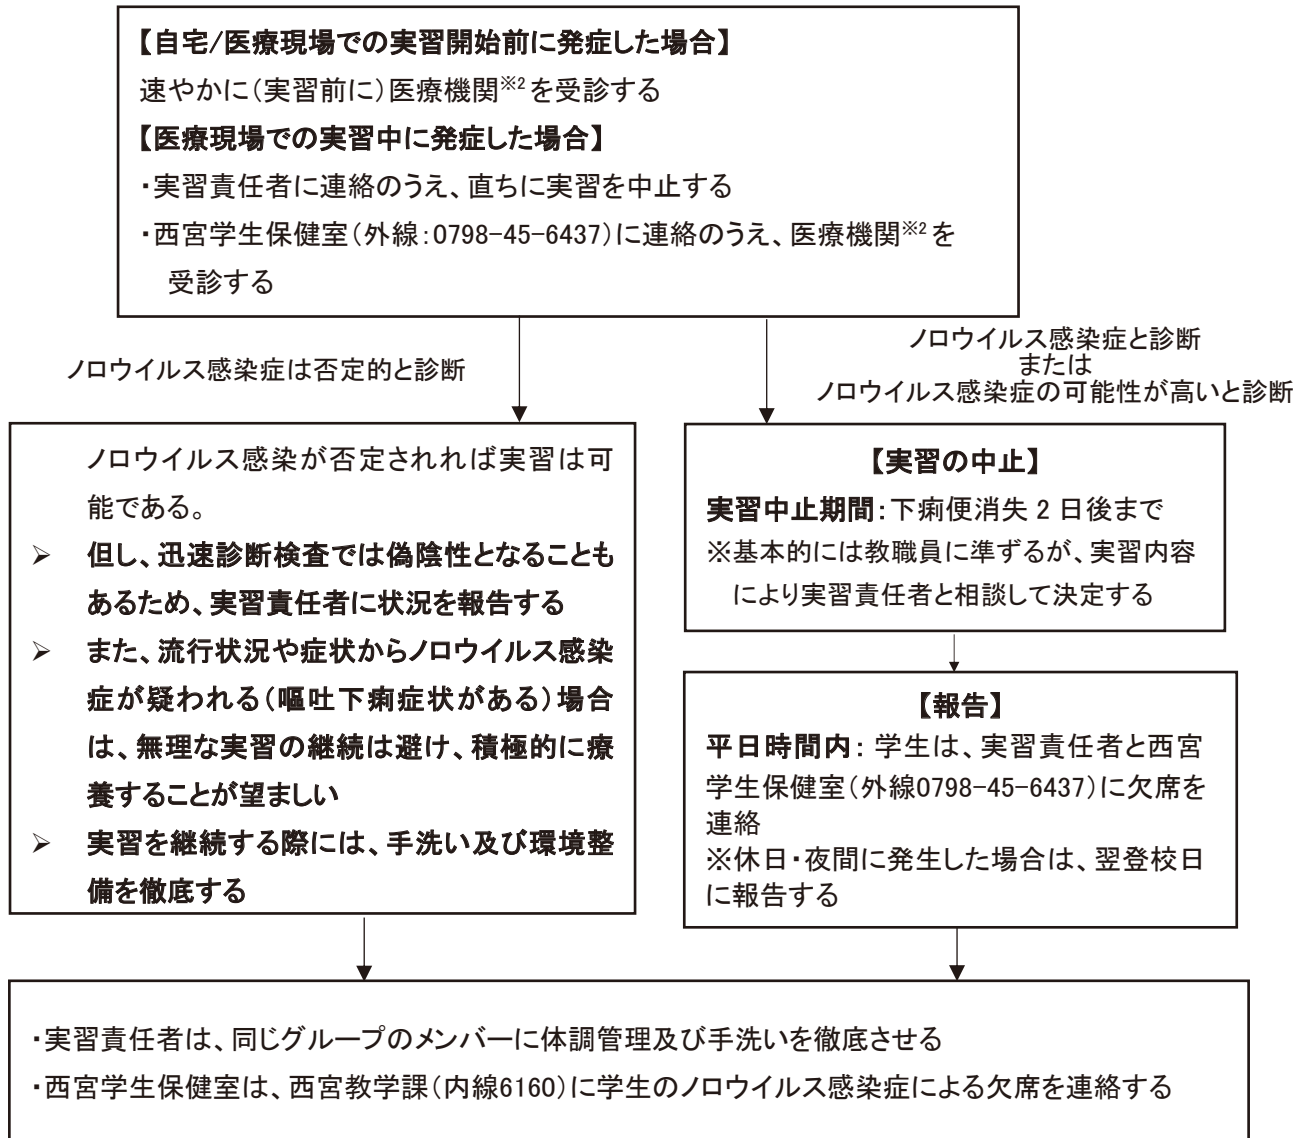 【自宅/医療現場での実習開始前に発症した場合】
速やかに(実習前に)医療機関※2を受診する
【医療現場での実習中に発症した場合】
・実習責任者に連絡のうえ、直ちに実習を中止する
・西宮学生保健室(外線:0798-45-6437)に連絡のうえ、医療機関※2を
受診する
ノロウイルス感染症は否定的と診断
ノロウイルス感染症と診断
または
ノロウイルス感染症の可能性が高いと診断
ノロウイルス感染が否定されれば実習は可
能である。
➢ 但し、迅速診断検査では偽陰性となることも
あるため、実習責任者に状況を報告する
➢ また、流行状況や症状からノロウイルス感染
症が疑われる(嘔吐下痢症状がある)場合
は、無理な実習の継続は避け、積極的に療
養することが望ましい
➢ 実習を継続する際には、手洗い及び環境整
備を徹底する
【実習の中止】
実習中止期間:下痢便消失 2 日後まで
※基本的には教職員に準ずるが、実習内容
により実習責任者と相談して決定する
【報告】
平日時間内: 学生は、実習責任者と西宮
学生保健室(外線0798-45-6437)に欠席を
連絡
※休日・夜間に発生した場合は、翌登校日
に報告する
・実習責任者は、同じグループのメンバーに体調管理及び手洗いを徹底させる
・西宮学生保健室は、西宮教学課(内線6160)に学生のノロウイルス感染症による欠席を連絡する